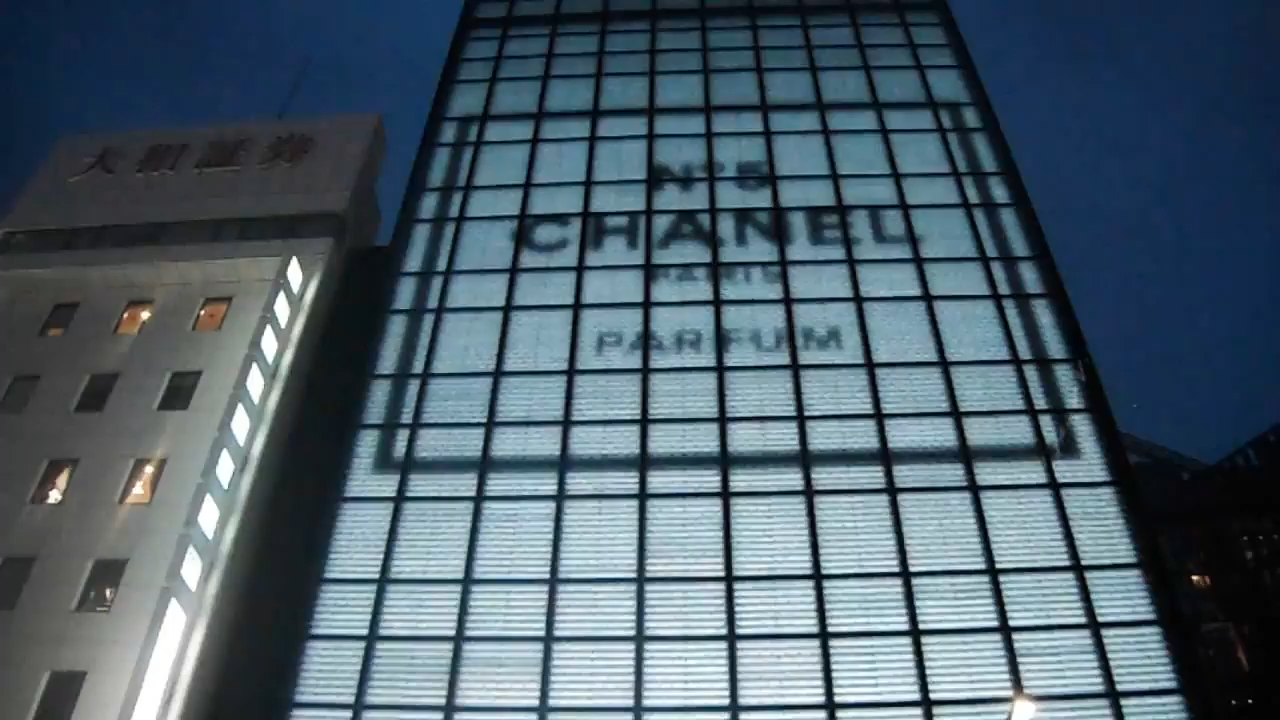 大和証券
N°5
CHANEL
PARIS
PARFUM